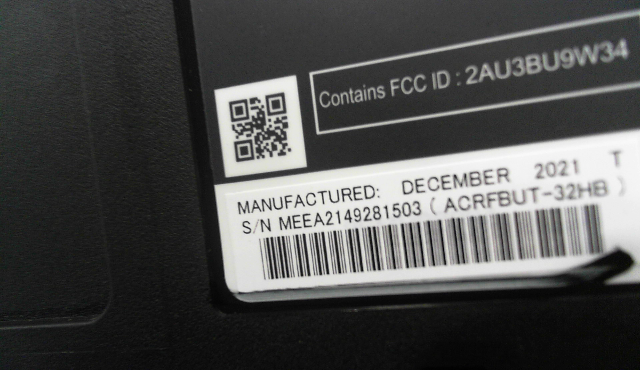 Contains FCC ID : 2AU3BU9W34
MANUFACTURED: DECEMBER 2021 T
S/N MEEA2149281503 ( ACRFBUT-32HB )